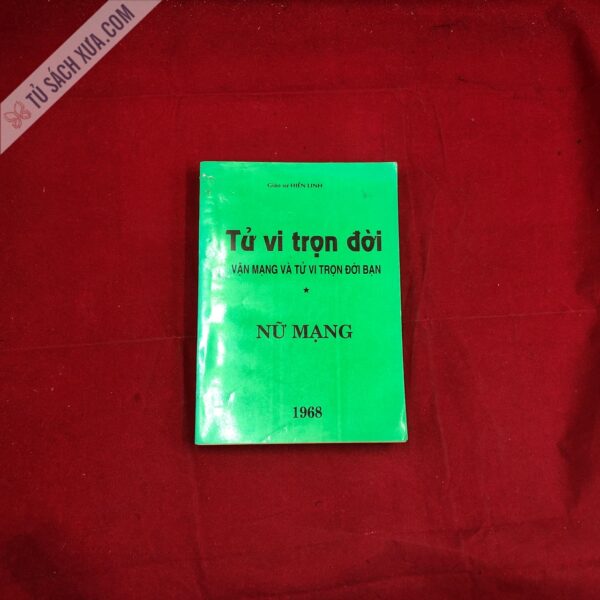 TỦ SÁCH XƯA.COM
Giáo sư HIỀN LINH
Tử vi trọn đời
VẬN MẠNG VÀ TỬ VI TRỌN ĐỜI BẠN
NỮ MẠNG
1968